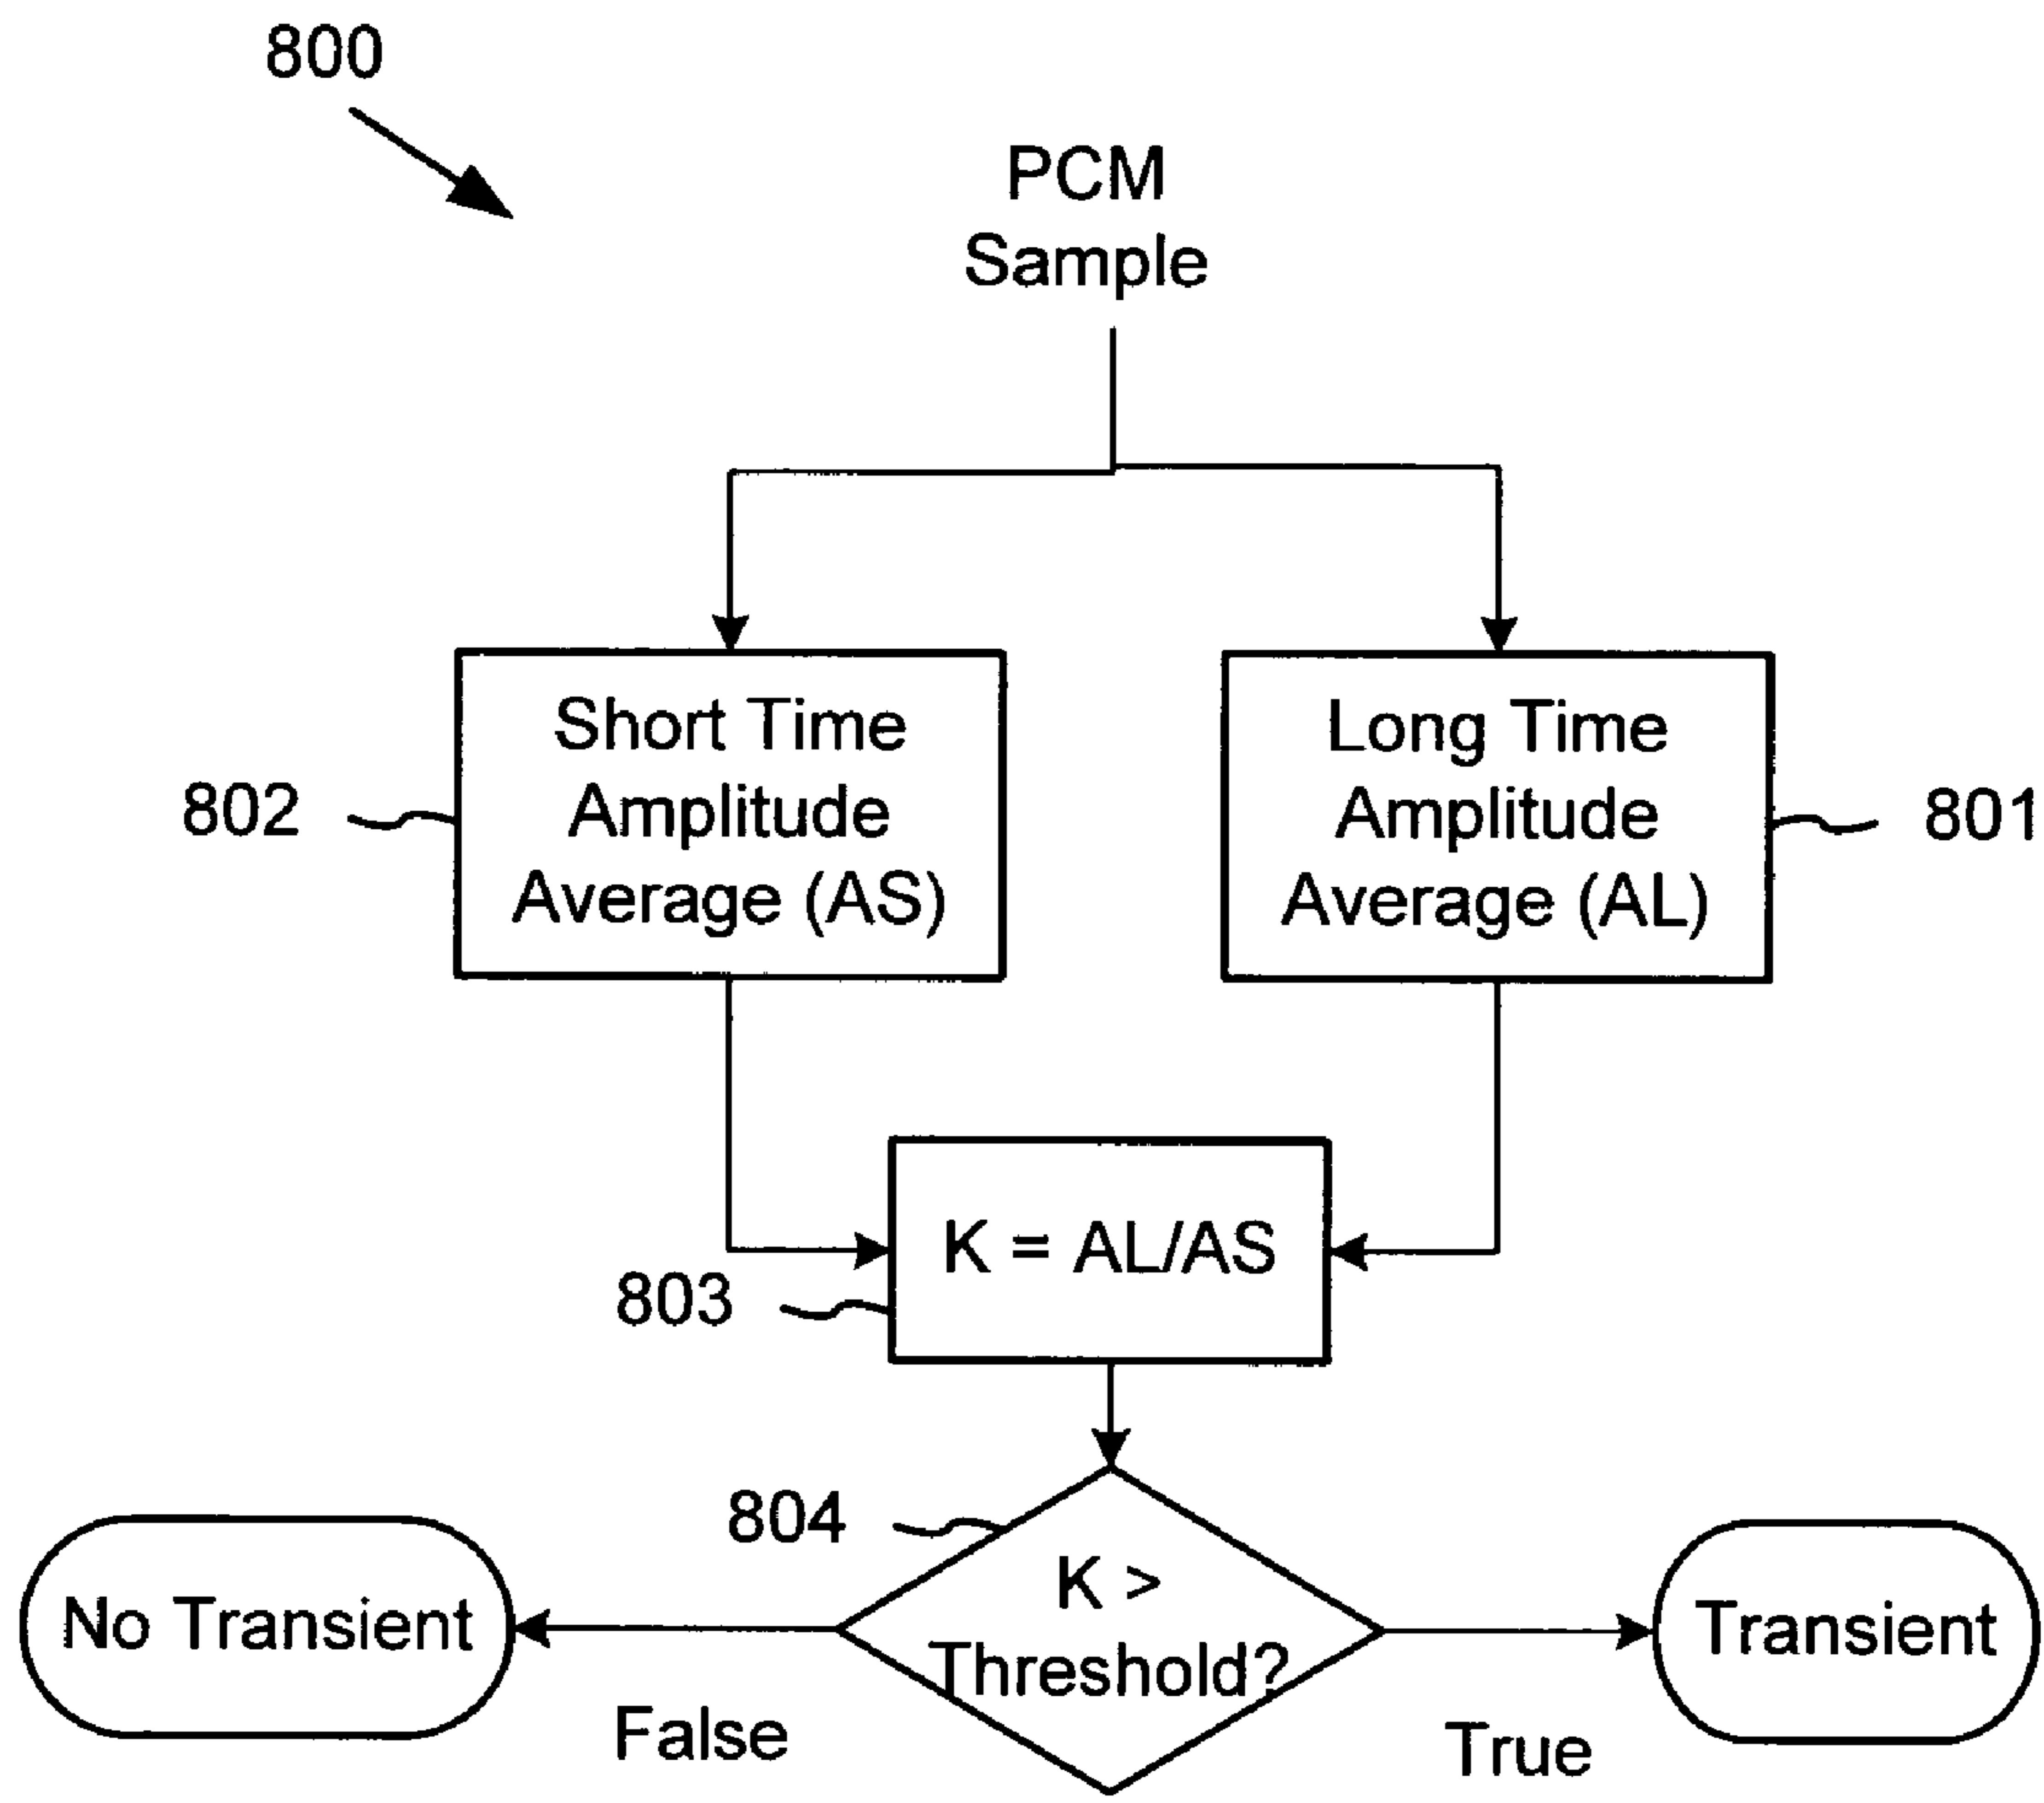 800
PCM
Sample
Short Time
Amplitude
Average (AS)
802
Long Time
Amplitude
Average (AL)
801
K = AL/AS
803
804
K >
Threshold?
No Transient
False
Transient
True